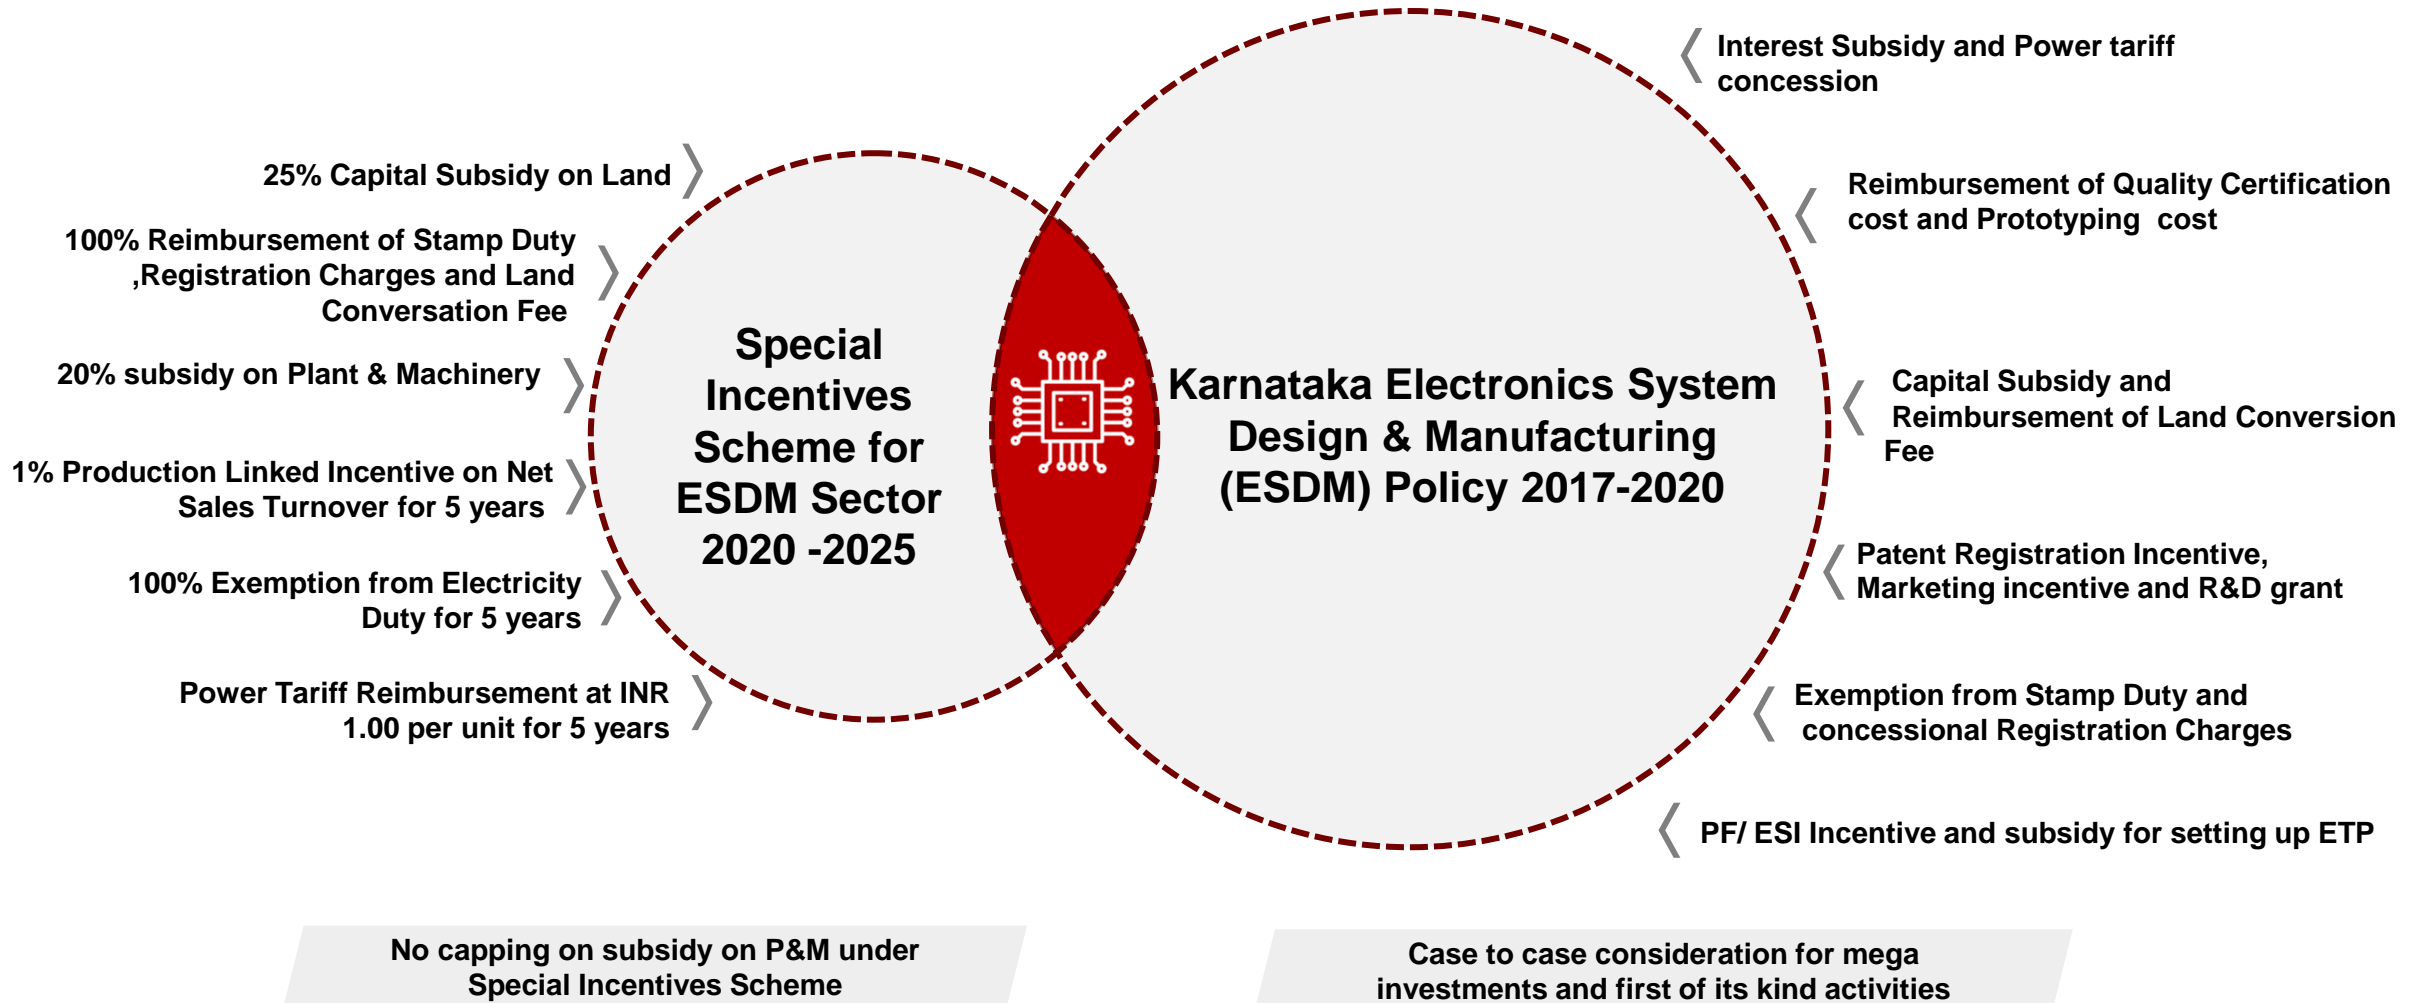 25% Capital Subsidy on Land
100% Reimbursement of Stamp Duty
,Registration Charges and Land
Conversation Fee
20% subsidy on Plant & Machinery
1% Production Linked Incentive on Net
Sales Turnover for 5 years
100% Exemption from Electricity
Duty for 5 years
Power Tariff Reimbursement at INR
1.00 per unit for 5 years
Special
Incentives
Scheme for
ESDM Sector
2020 -2025
Karnataka Electronics System
Design & Manufacturing
(ESDM) Policy 2017-2020
Interest Subsidy and Power tariff
concession
Reimbursement of Quality Certification
cost and Prototyping cost
Capital Subsidy and
Reimbursement of Land Conversion
Fee
Patent Registration Incentive,
Marketing incentive and R&D grant
Exemption from Stamp Duty and
concessional Registration Charges
PF/ ESI Incentive and subsidy for setting up ETP
No capping on subsidy on P&M under
Special Incentives Scheme
Case to case consideration for mega
investments and first of its kind activities